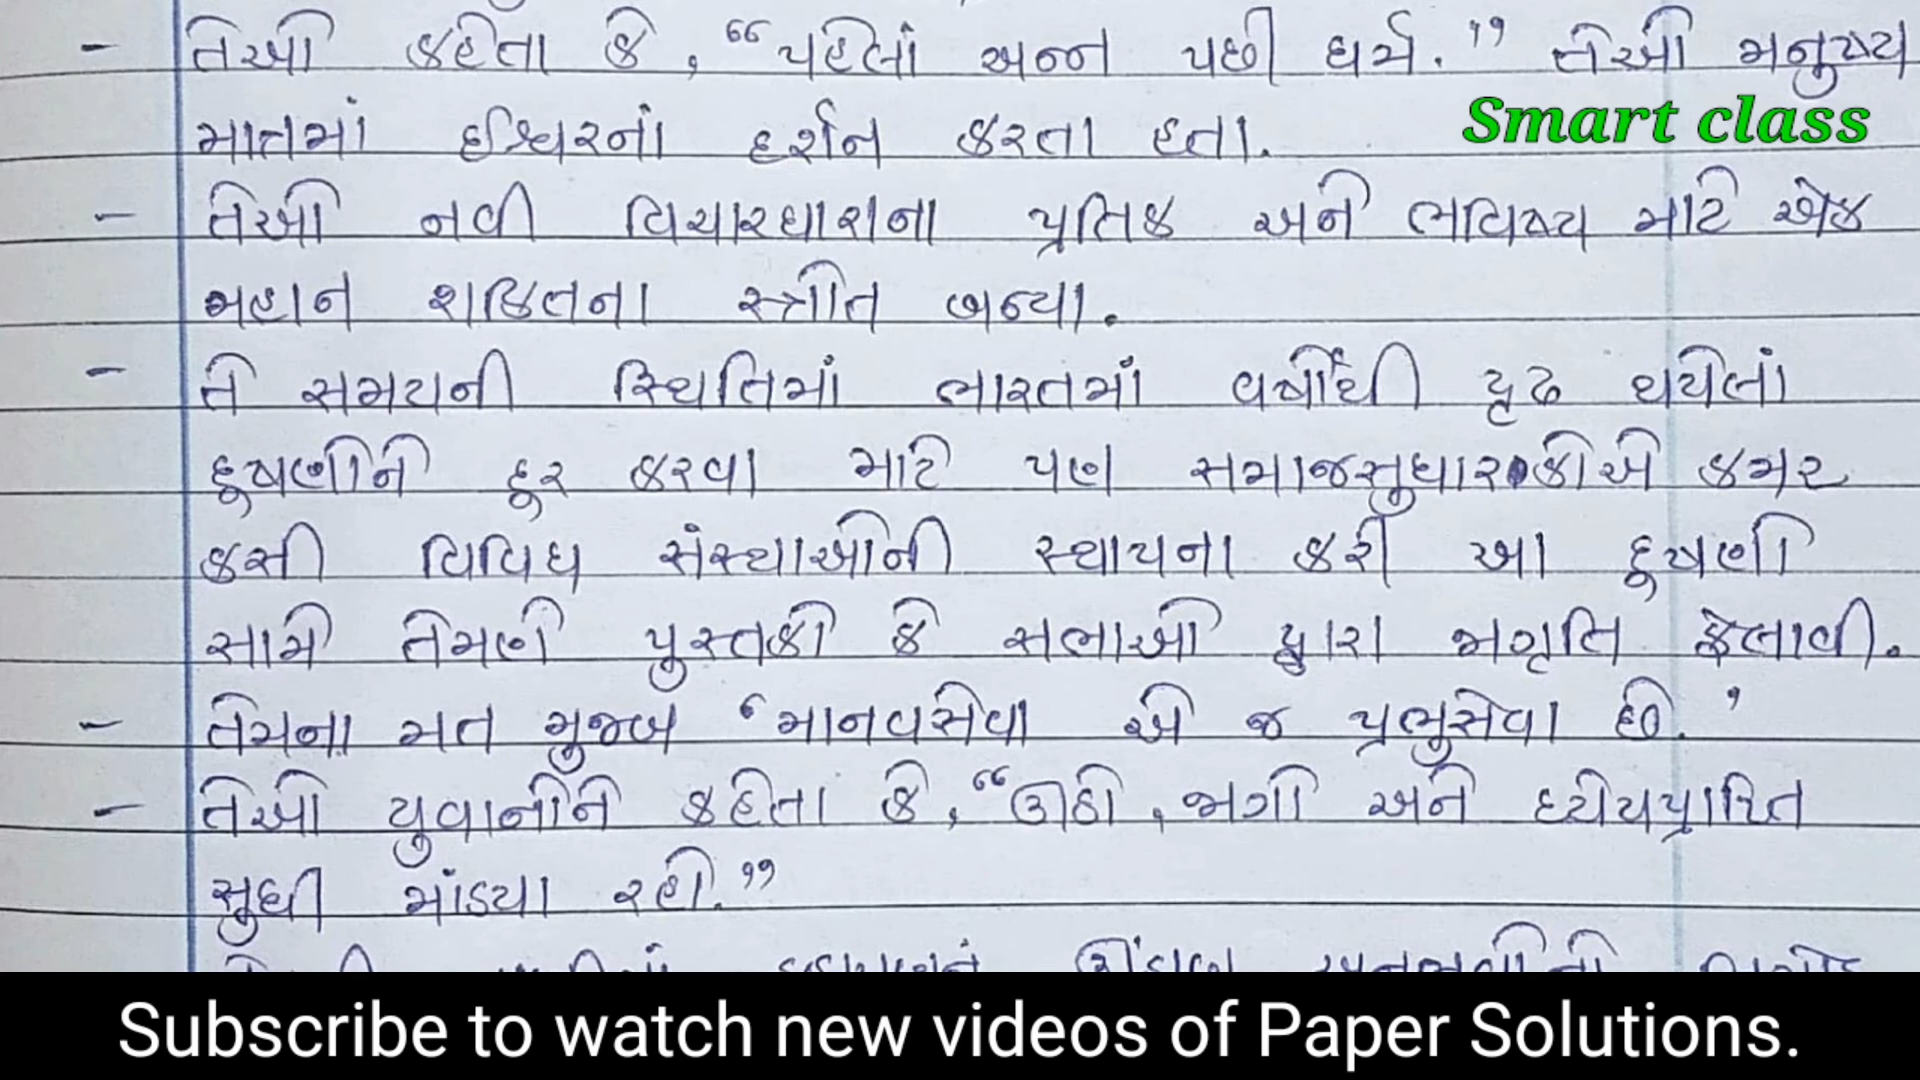 - તેઓ કહેતા કે, "પહેલાં અન્ન પછી ધર્મ." તેઓ મનુષ્ય
Smart class
માત્રમાં ઈશ્વરનાં દર્શન કરતા હતા.
- તેઓ નવી વિચારધારાના પ્રતિક અને ભવિષ્ય માટે એક
મહાન શક્તિના સ્ત્રોત બન્યા.
- તે સમયની સ્થિતિમાં ભારતમાં વર્ષોથી દૃઢ થયેલાં
દૂષણોને દૂર કરવા માટે પણ સમાજસુધારકોએ કમર
કસી વિવિધ સંસ્થાઓની સ્થાપના કરી આ દૂષણો
સામે તેમણે પુસ્તકો કે સભાઓ દ્વારા જાગૃતિ ફેલાવી.
- તેમના મત મુજબ 'માનવસેવા એ જ પ્રભુસેવા છે.'
- તેઓ યુવાનોને કહેતા કે, "ઊઠો, જાગો અને ધ્યેયપ્રાપ્તિ
સુધી માંડ્યા રહો."
Subscribe to watch new videos of Paper Solutions.